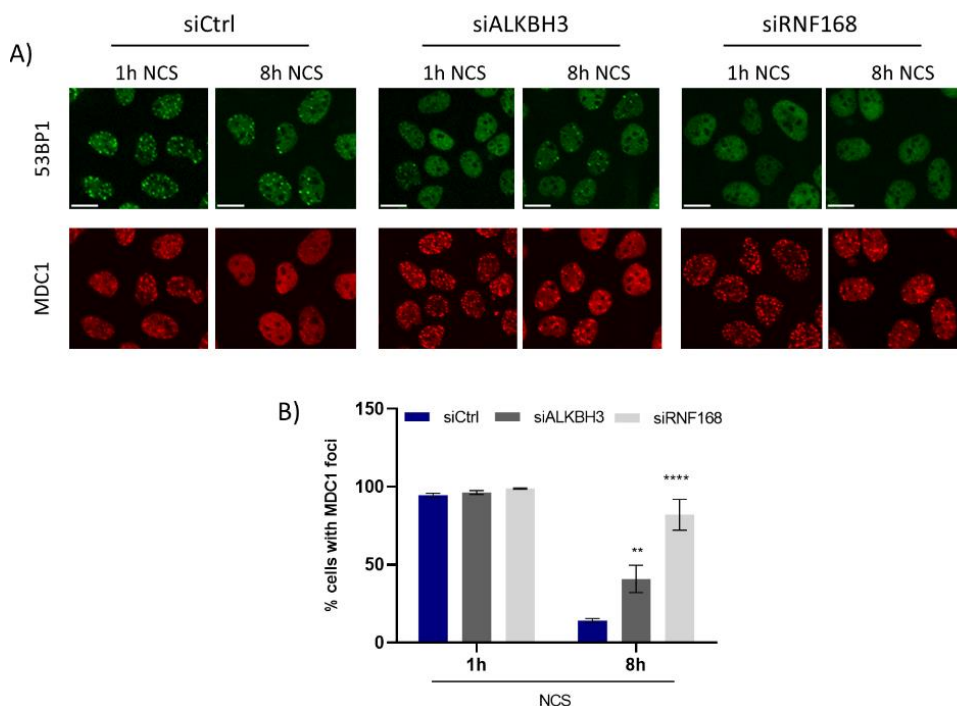 siCtrl siALKBH3 siRNF168
A)
1h NCS 8h NCS 1h NCS 8h NCS 1h NCS 8h NCS
53BP1
MDC1
B)
150
siCtrl siALKBH3 siRNF168
% cells with MDC1 foci
100
****
**
50
0
1h 8h
NCS